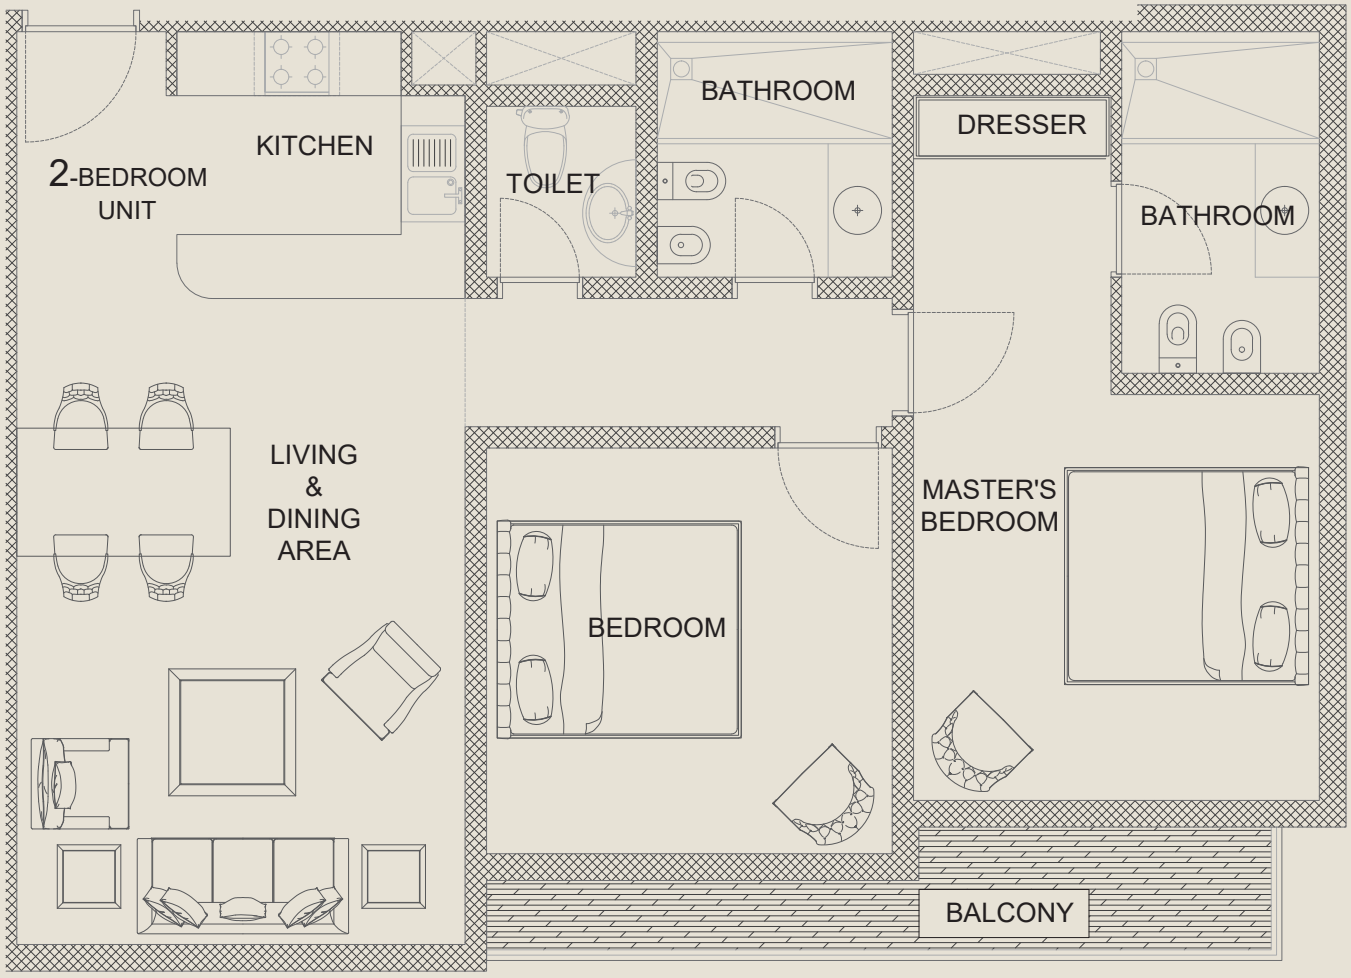 2-BEDROOM
UNIT
KITCHEN
TOILET
BATHROOM
DRESSER
BATHROOM
LIVING
&
DINING
AREA
BEDROOM
MASTER'S
BEDROOM
BALCONY